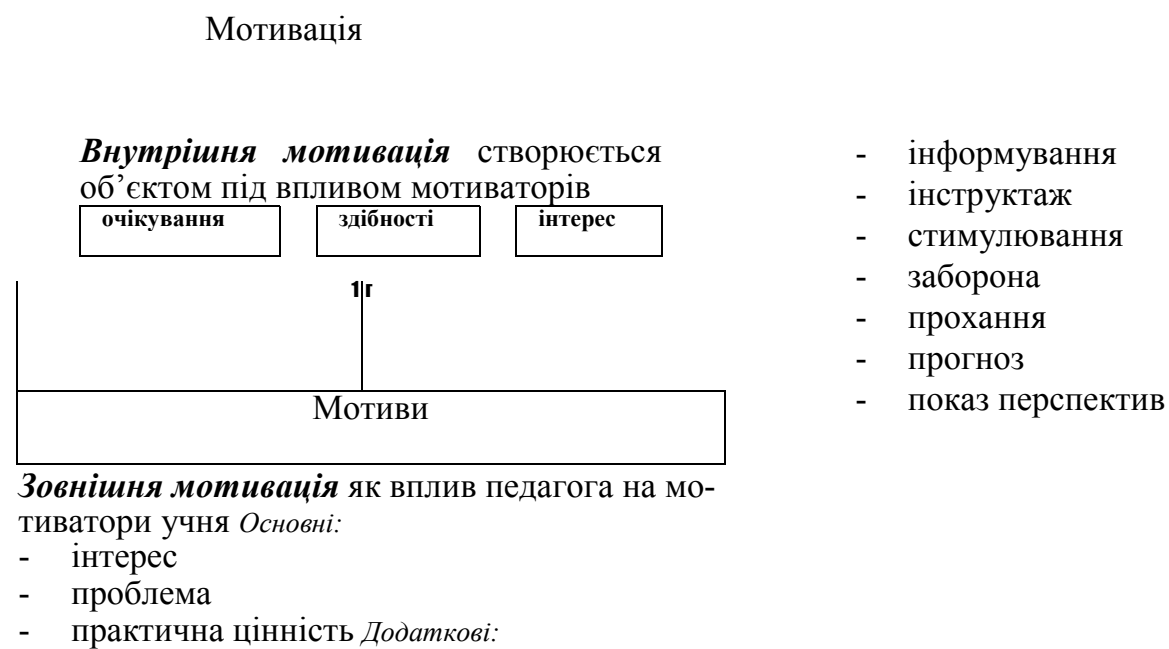 Мотивація
Внутрішня мотивація створюється
об’єктом під впливом мотиваторів
очікування здібності інтерес
1 г
Мотиви
Зовнішня мотивація як вплив педагога на мо-
тиватори учня Основні:
- інтерес
- проблема
- практична цінність Додаткові:
- інформування
- інструктаж
- стимулювання
- заборона
- прохання
- прогноз
- показ перспектив